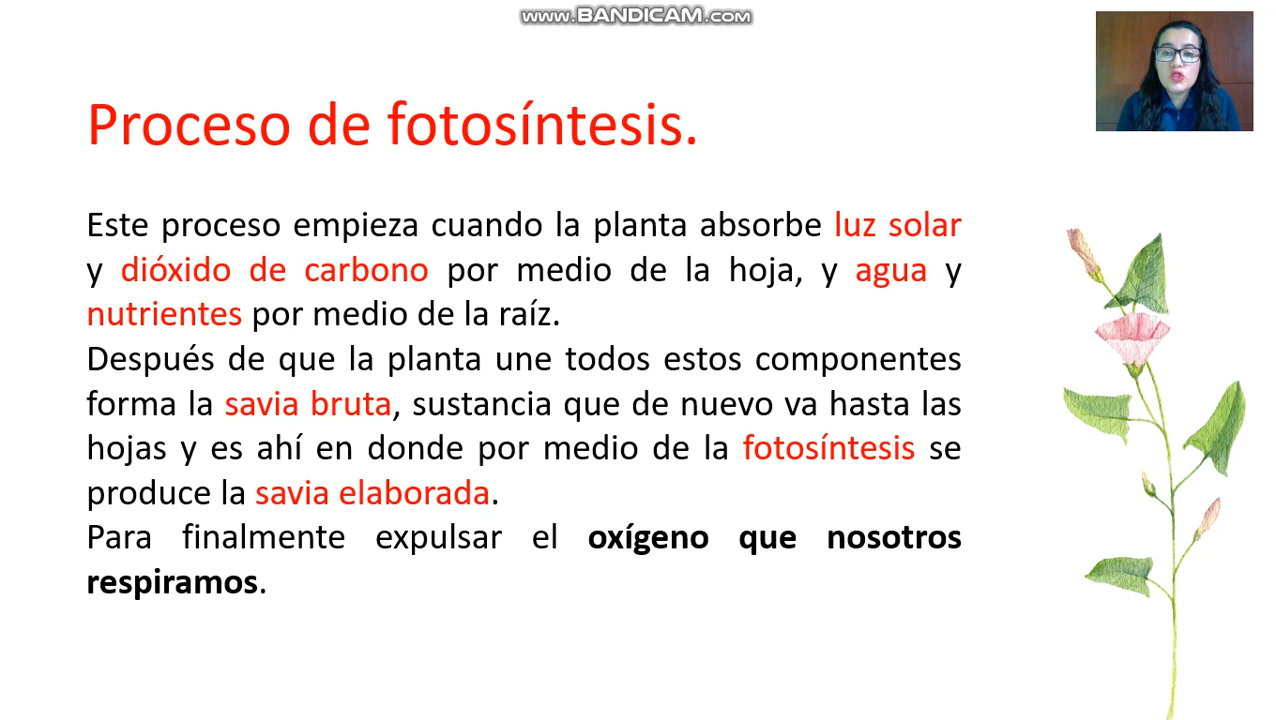 www.BANDICAM.com
Proceso de fotosíntesis.
Este proceso empieza cuando la planta absorbe luz solar
y dióxido de carbono por medio de la hoja, y agua y
nutrientes por medio de la raíz.
Después de que la planta une todos estos componentes
forma la savia bruta, sustancia que de nuevo va hasta las
hojas y es ahí en donde por medio de la fotosíntesis se
produce la savia elaborada.
Para finalmente expulsar el oxígeno que nosotros
respiramos.